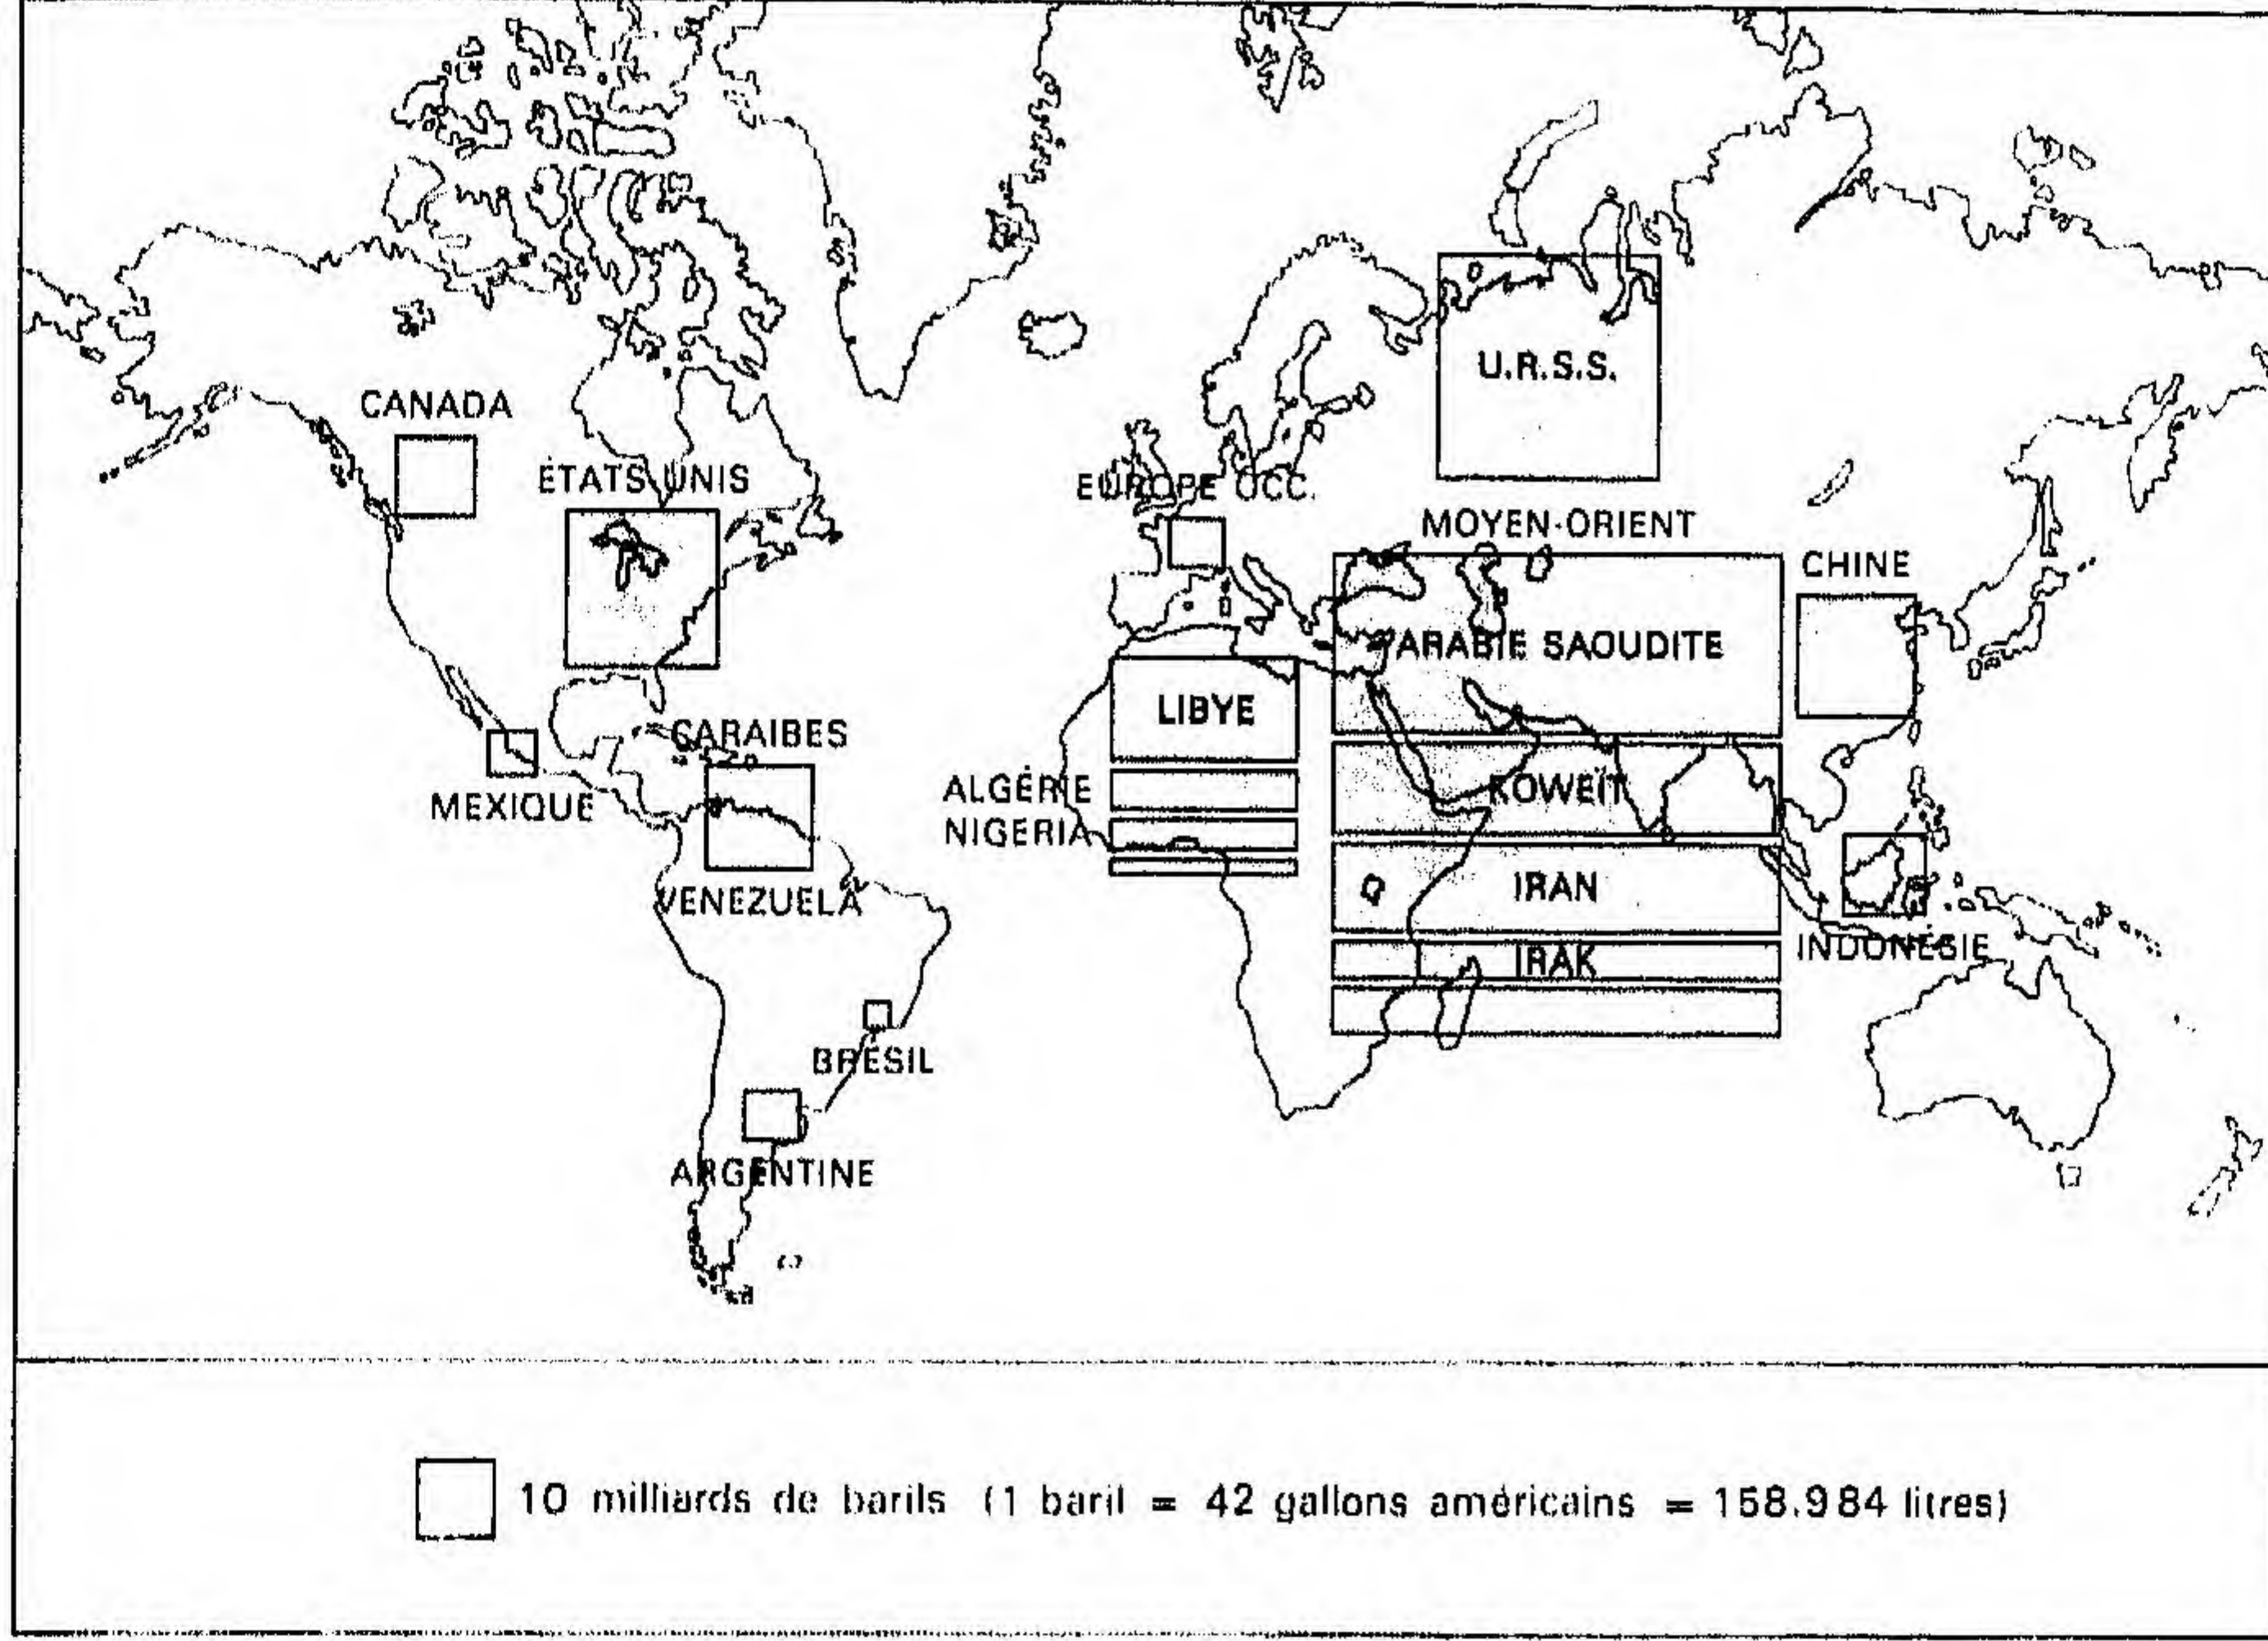 U.R.S.S.
CANADA
ÉTATS UNIS
EUROPE OCC.
MOYEN-ORIENT
CHINE
ARABIE SAOUDITE
LIBYE
CARAIBES
ALGÉRIE
KOWEÏT
MEXIQUE
NIGERIA
IRAN
VENEZUELA
IRAK
INDONÉSIE
BRÉSIL
ARGENTINE
10 milliards de barils (1 baril = 42 gallons américains = 158.984 litres)